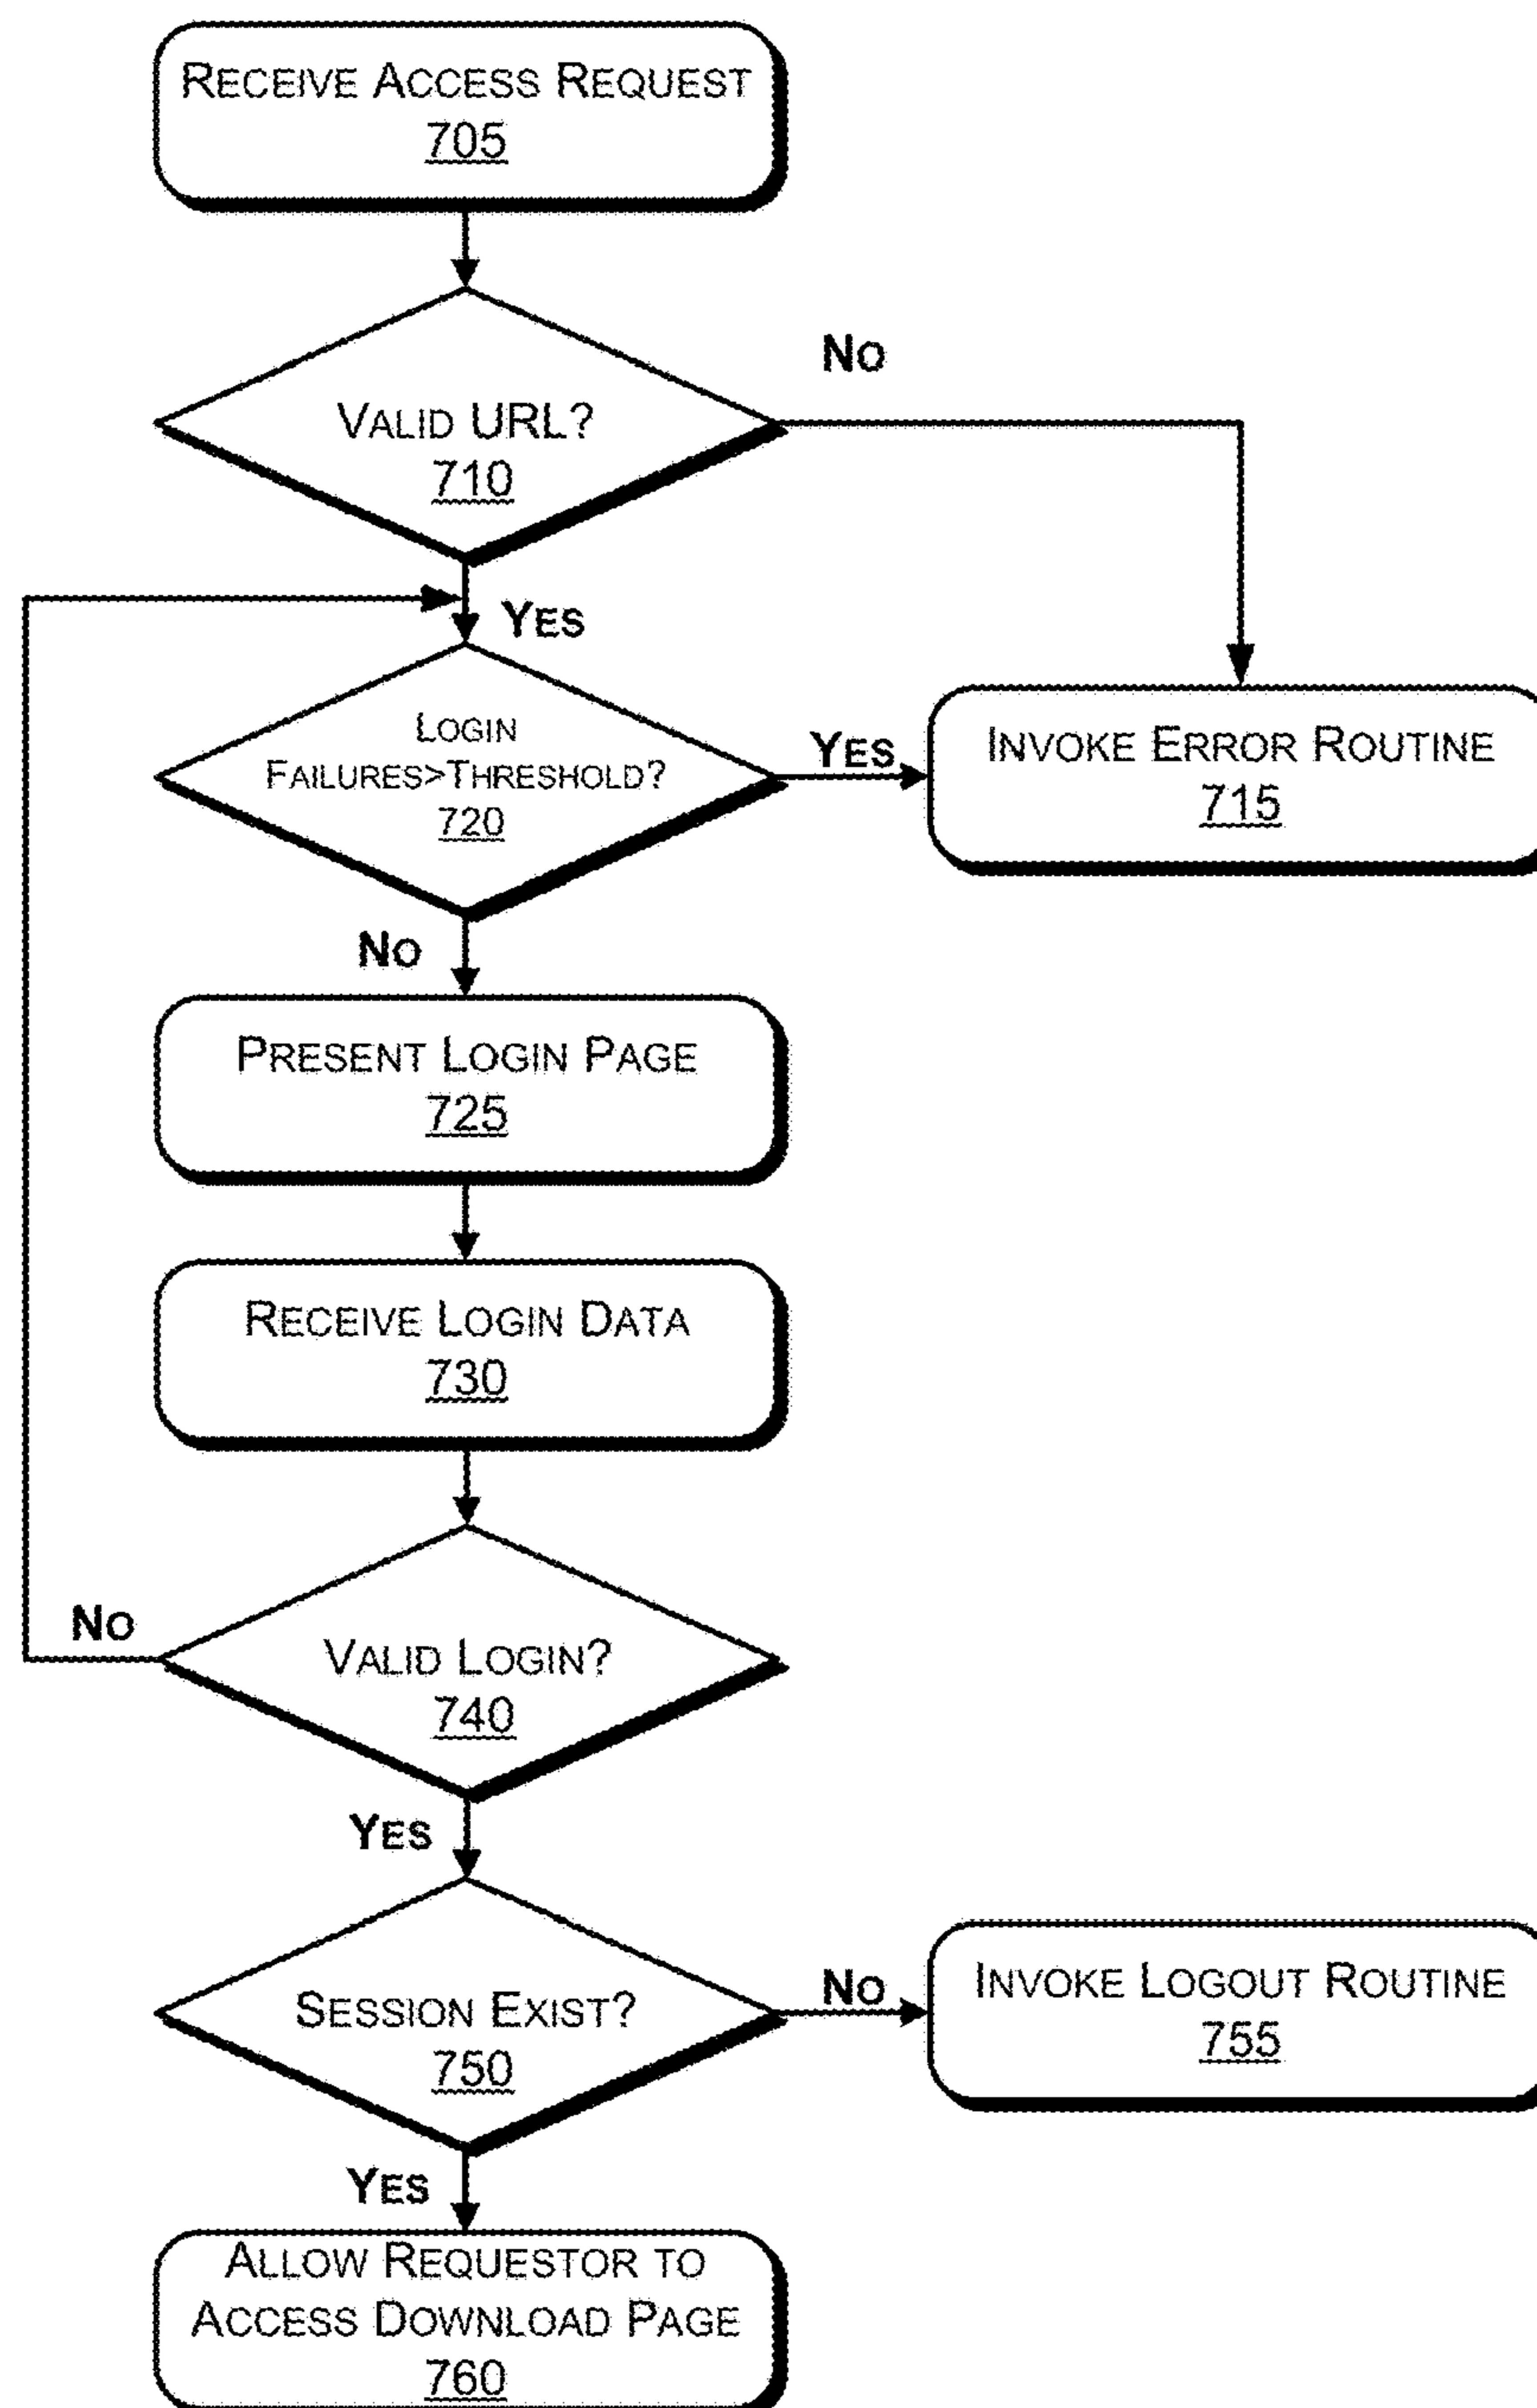 RECEIVE ACCESS REQUEST
705
NO
VALID URL?
710
YES
LOGIN
FAILURES>THRESHOLD?
720
YES
INVOKE ERROR ROUTINE
715
NO
PRESENT LOGIN PAGE
725
RECEIVE LOGIN DATA
730
NO
VALID LOGIN?
740
YES
SESSION EXIST?
750
NO
INVOKE LOGOUT ROUTINE
755
YES
ALLOW REQUESTOR TO
ACCESS DOWNLOAD PAGE
760